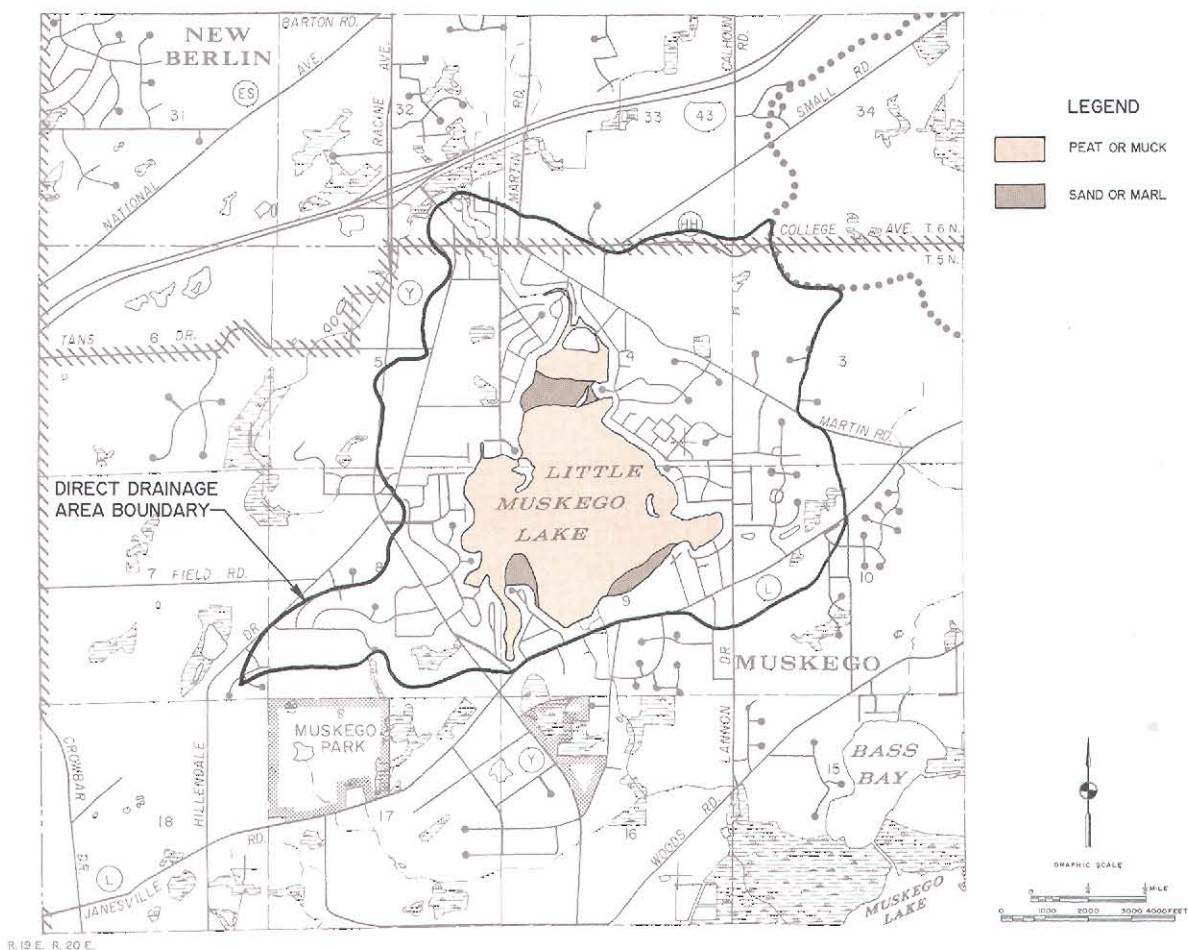 BARTON RD.
NEW
BERLIN
AVE.
ES
31
RACINE AVE.
32
MARTIN RD.
33
43
CALHOUN RD.
SMALL RD
34
NATIONAL
HH
COLLEGE AVE. T. 6 N.
T. 5 N.
Y
TANS 6 DR.
5
4
3
MARTIN RD.
LITTLE
MUSKEGO
LAKE
DIRECT DRAINAGE
AREA BOUNDARY
7 FIELD RD.
8
9
10
L
DR
DR
MUSKEGO
MUSKEGO
PARK
Y
LANNON
BASS
BAY
15
CROWBAR DR.
HILLENDALE
18
17
16
WOODS RD.
RD.
L
JANESVILLE
MUSKEGO
LAKE
R. 19 E. R. 20 E.
LEGEND
PEAT OR MUCK
SAND OR MARL
GRAPHIC SCALE
0 MILE
0 1000 2000 3000 4000 FEET